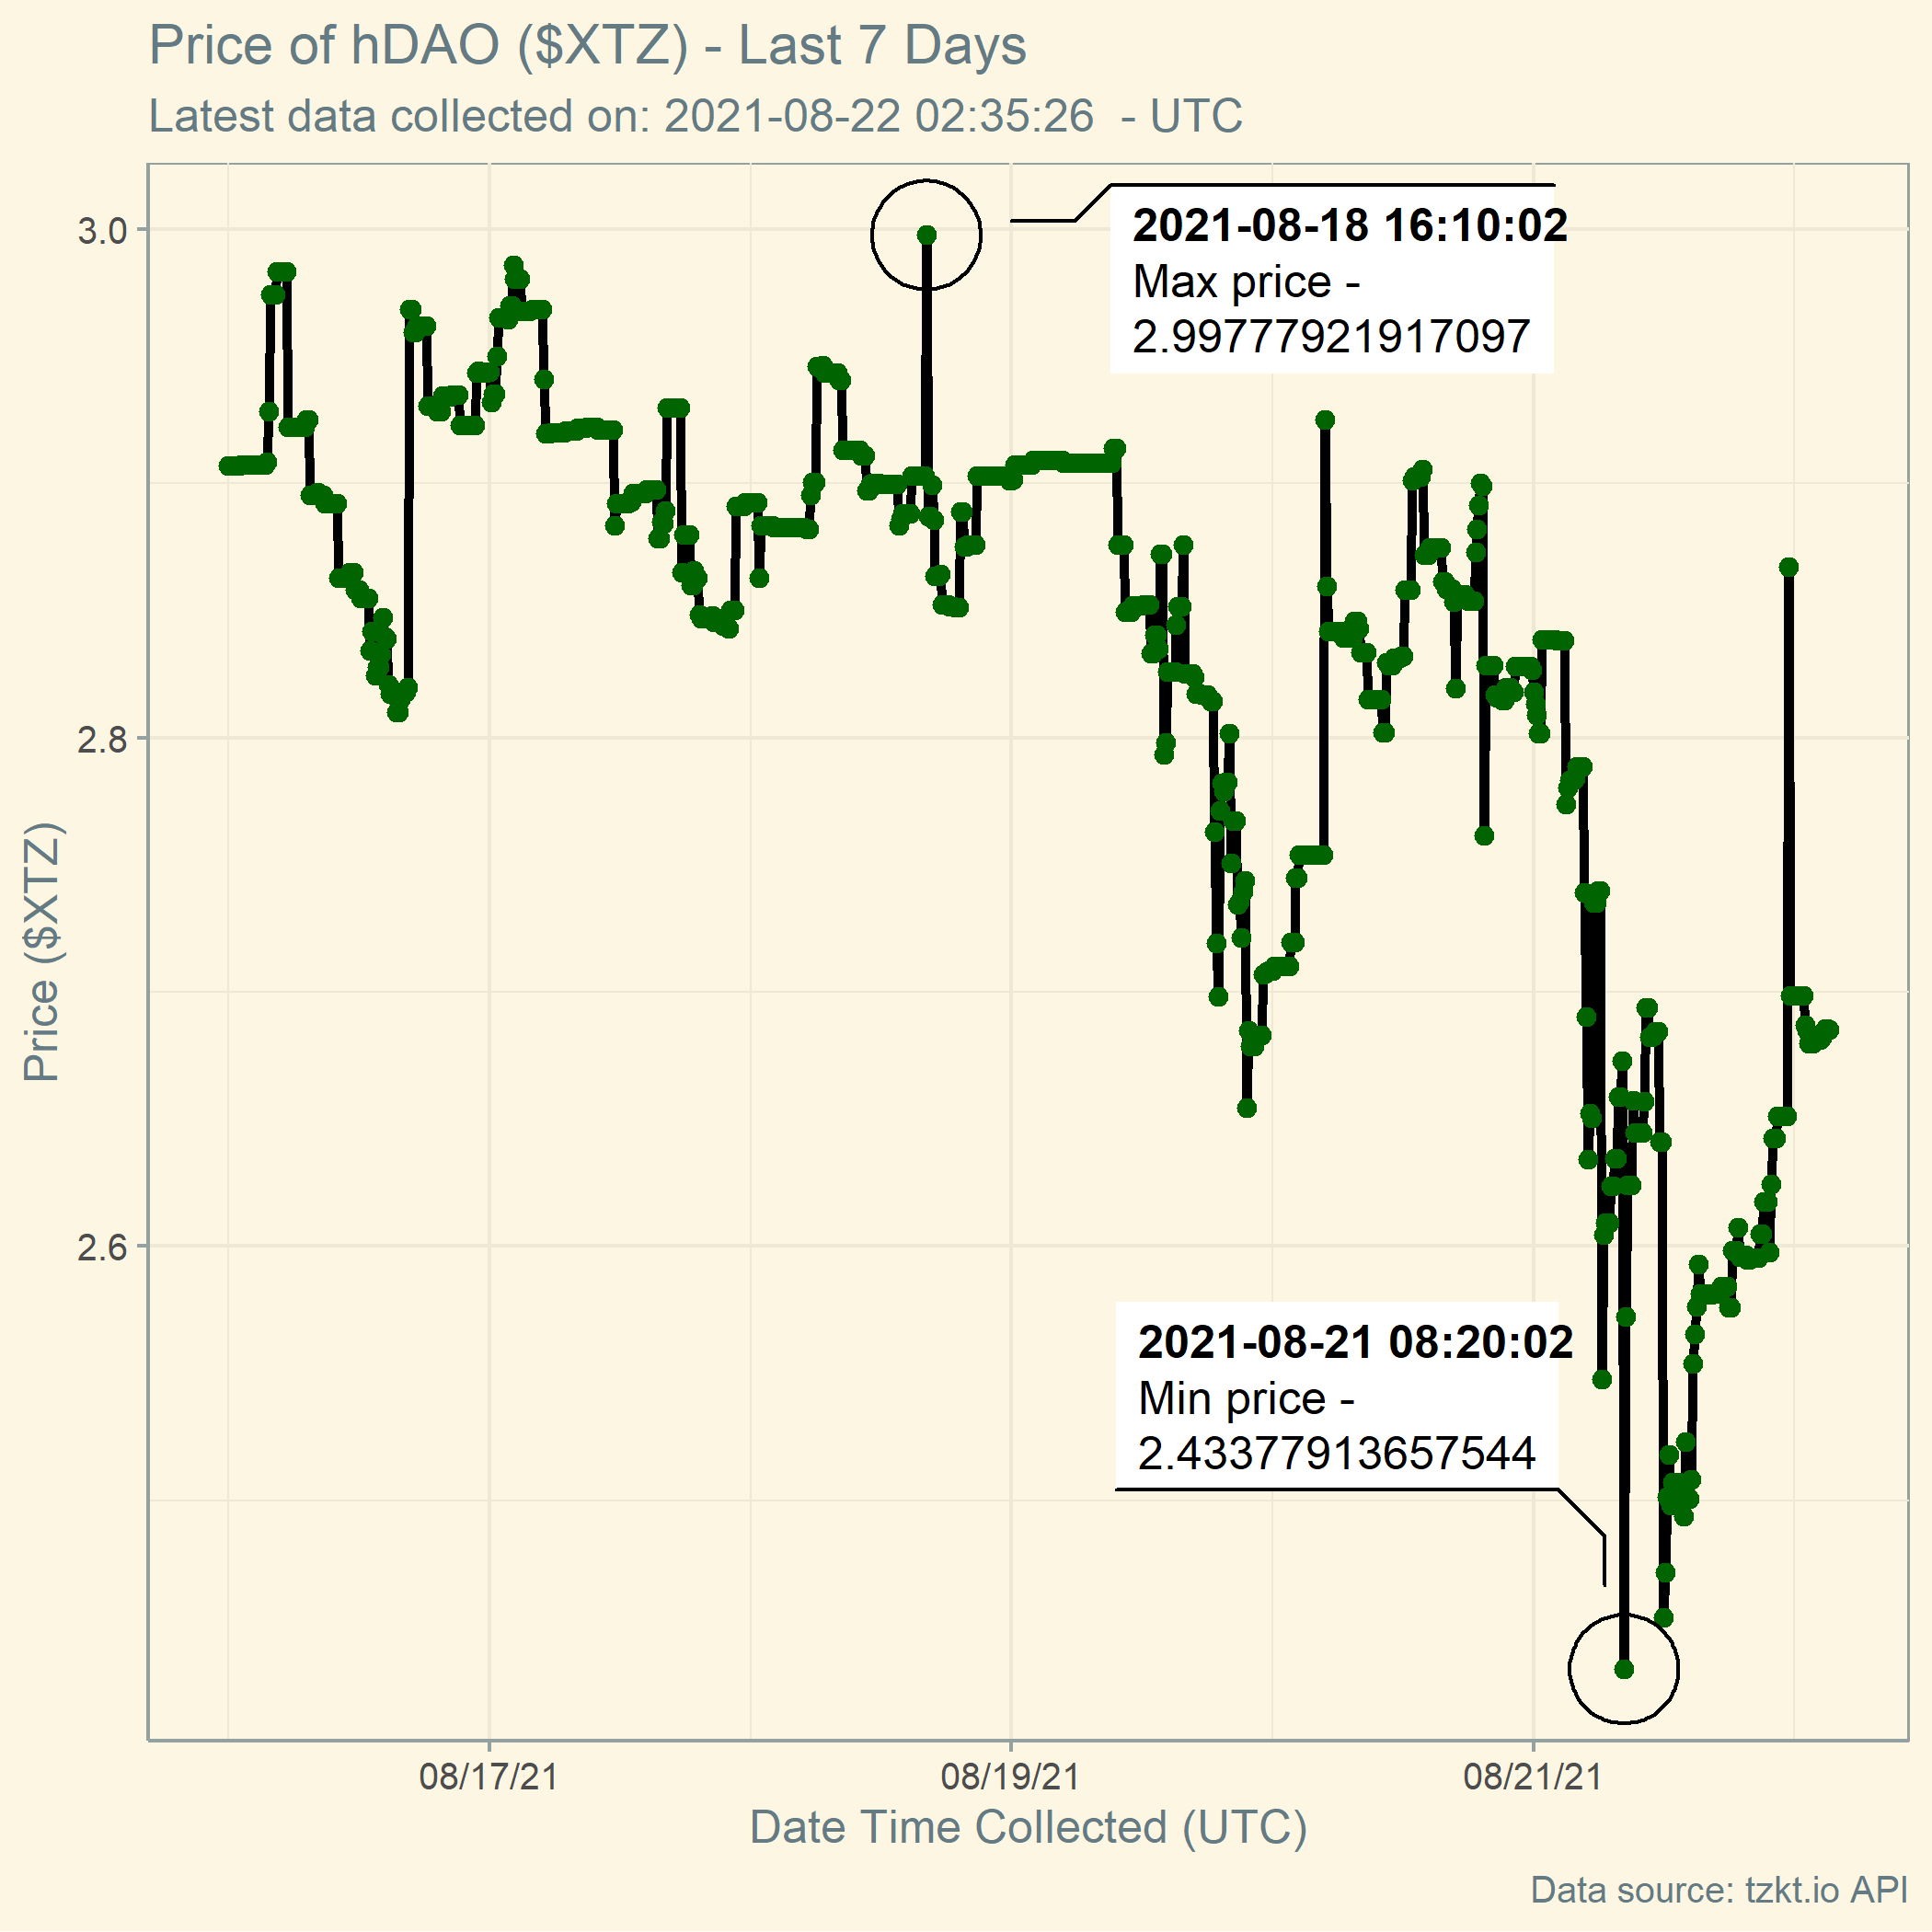 Price of hDAO ($XTZ) - Last 7 Days
Latest data collected on: 2021-08-22 02:35:26  - UTC
3.0
2.8
2.6
Price ($XTZ)
2021-08-18 16:10:02
Max price -
2.99777921917097
2021-08-21 08:20:02
Min price -
2.43377913657544
08/17/21
08/19/21
08/21/21
Date Time Collected (UTC)
Data source: tzkt.io API